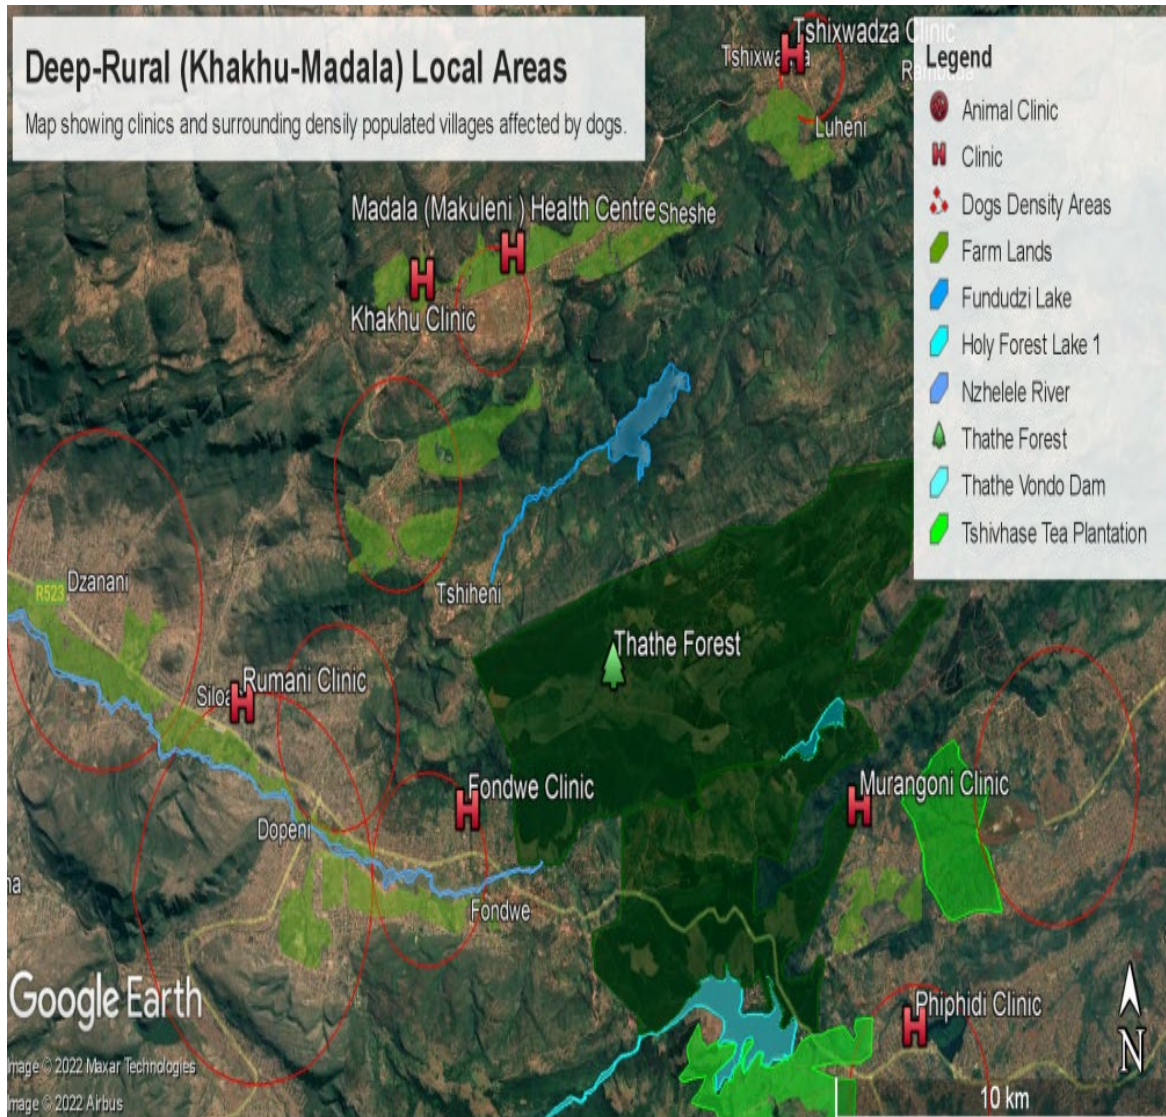 Deep-Rural (Khakhu-Madala) Local Areas
Map showing clinics and surrounding densily populated villages affected by dogs.
Tshixwadza Clinic
Luheni
Legend
Animal Clinic
Clinic
Dogs Density Areas
Farm Lands
Fundudzi Lake
Holy Forest Lake 1
Nzhelele River
Thathe Forest
Thathe Vondo Dam
Tshivhase Tea Plantation
Madala (Makuleni ) Health Centre
Sheshe
Khakhu Clinic
Tshiheni
R523
Dzanani
Thathe Forest
Rumani Clinic
Fondwe Clinic
Murangoni Clinic
Dopeni
Fondwe
Phiphidi Clinic
Google Earth
Image © 2022 Maxar Technologies
Image © 2022 Airbus
N
10 km